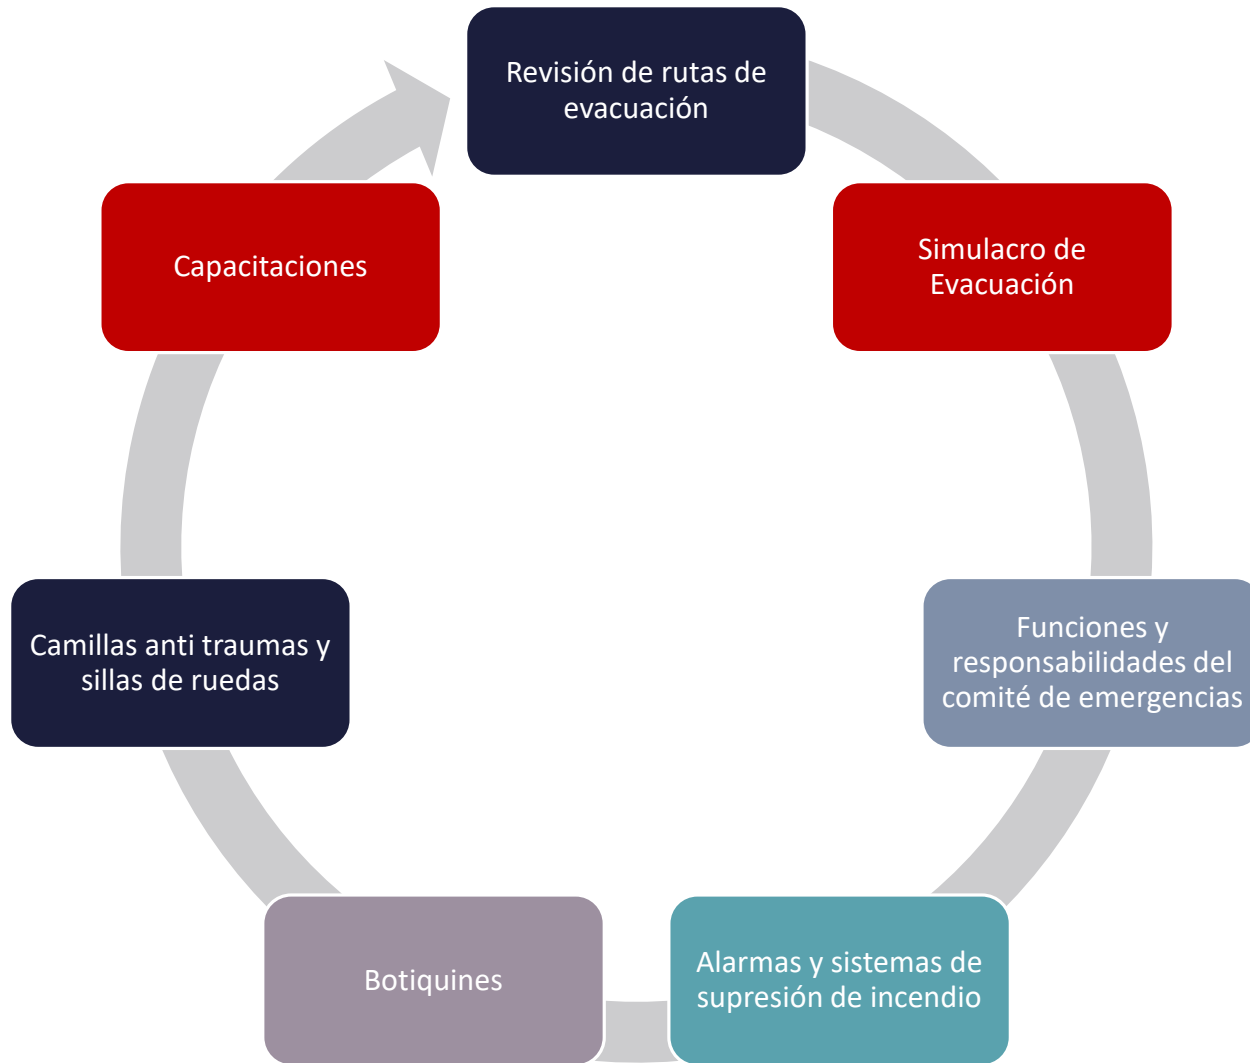 Revisión de rutas de
evacuación
Simulacro de
Evacuación
Funciones y
responsabilidades del
comité de emergencias
Alarmas y sistemas de
supresión de incendio
Botiquines
Camillas anti traumas y
sillas de ruedas
Capacitaciones